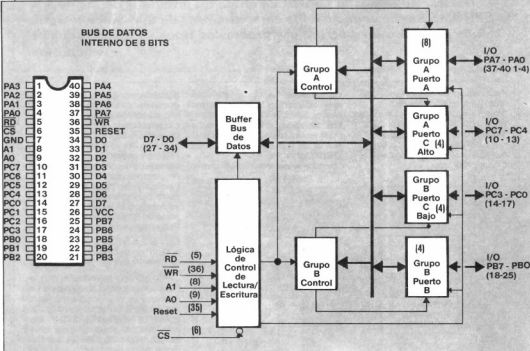 BUS DE DATOS
INTERNO DE 8 BITS
PA3 1 40 PA4
PA2 2 39 PA5
PA1 3 38 PA6
PA0 4 37 PA7
RD 5 36 WR
CS 6 35 RESET
GND 7 34 D0
A1 8 33 D1
A0 9 32 D2
PC7 10 31 D3
PC6 11 30 D4
PC5 12 29 D5
PC4 13 28 D6
PC0 14 27 D7
PC1 15 26 VCC
PC2 16 25 PB7
PC3 17 24 PB6
PB0 18 23 PB5
PB1 19 22 PB4
PB2 20 21 PB3
D7 - D0
(27 - 34)
Buffer
Bus
de
Datos
RD (5)
WR (36)
A1 (8)
A0 (9)
Reset (35)
CS (6)
Lógica
de
Control
de
Lectura/
Escritura
Grupo
A
Control
Grupo
B
Control
(8)
Grupo
A
Puerto
A
I/O
PA7 - PA0
(37-40 1-4)
Grupo
A
Puerto
C (4)
Alto
I/O
PC7 - PC4
(10 - 13)
Grupo
B
Puerto
C (4)
Bajo
I/O
PC3 - PC0
(14-17)
(4)
Grupo
B
Puerto
B
I/O
PB7 - PB0
(18-25)